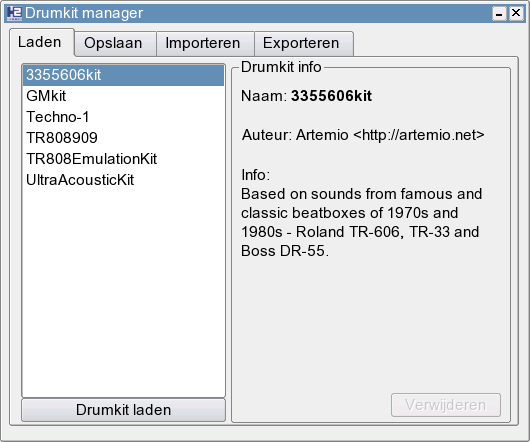 Drumkit manager
Laden
Opslaan
Importeren
Exporteren
3355606kit
GMkit
Techno-1
TR808909
TR808EmulationKit
UltraAcousticKit
Drumkit laden
Drumkit info
Naam: 3355606kit
Auteur: Artemio <http://artemio.net>
Info:
Based on sounds from famous and
classic beatboxes of 1970s and
1980s - Roland TR-606, TR-33 and
Boss DR-55.
Verwijderen